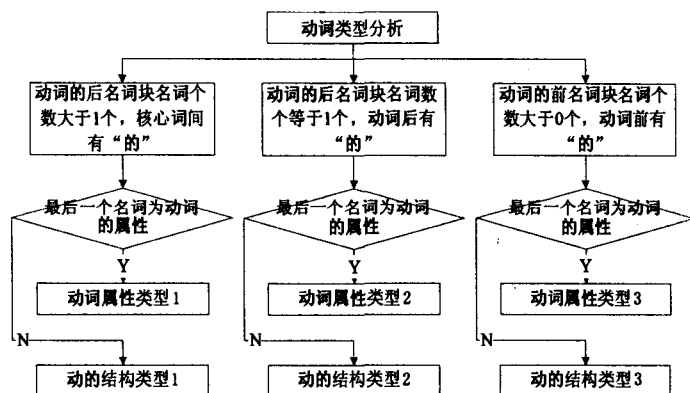 动词类型分析
动词的后名词块名词个
数大于1个，核心词间
有“的”
动词的后名词块名词数
个等于1个，动词后有
“的”
动词的前名词块名词个
数大于0个，动词前有
“的”
最后一个名词为动词
的属性
最后一个名词为动词
的属性
最后一个名词为动词
的属性
Y
Y
Y
动词属性类型1
动词属性类型2
动词属性类型3
N
N
N
动的结构类型1
动的结构类型2
动的结构类型3